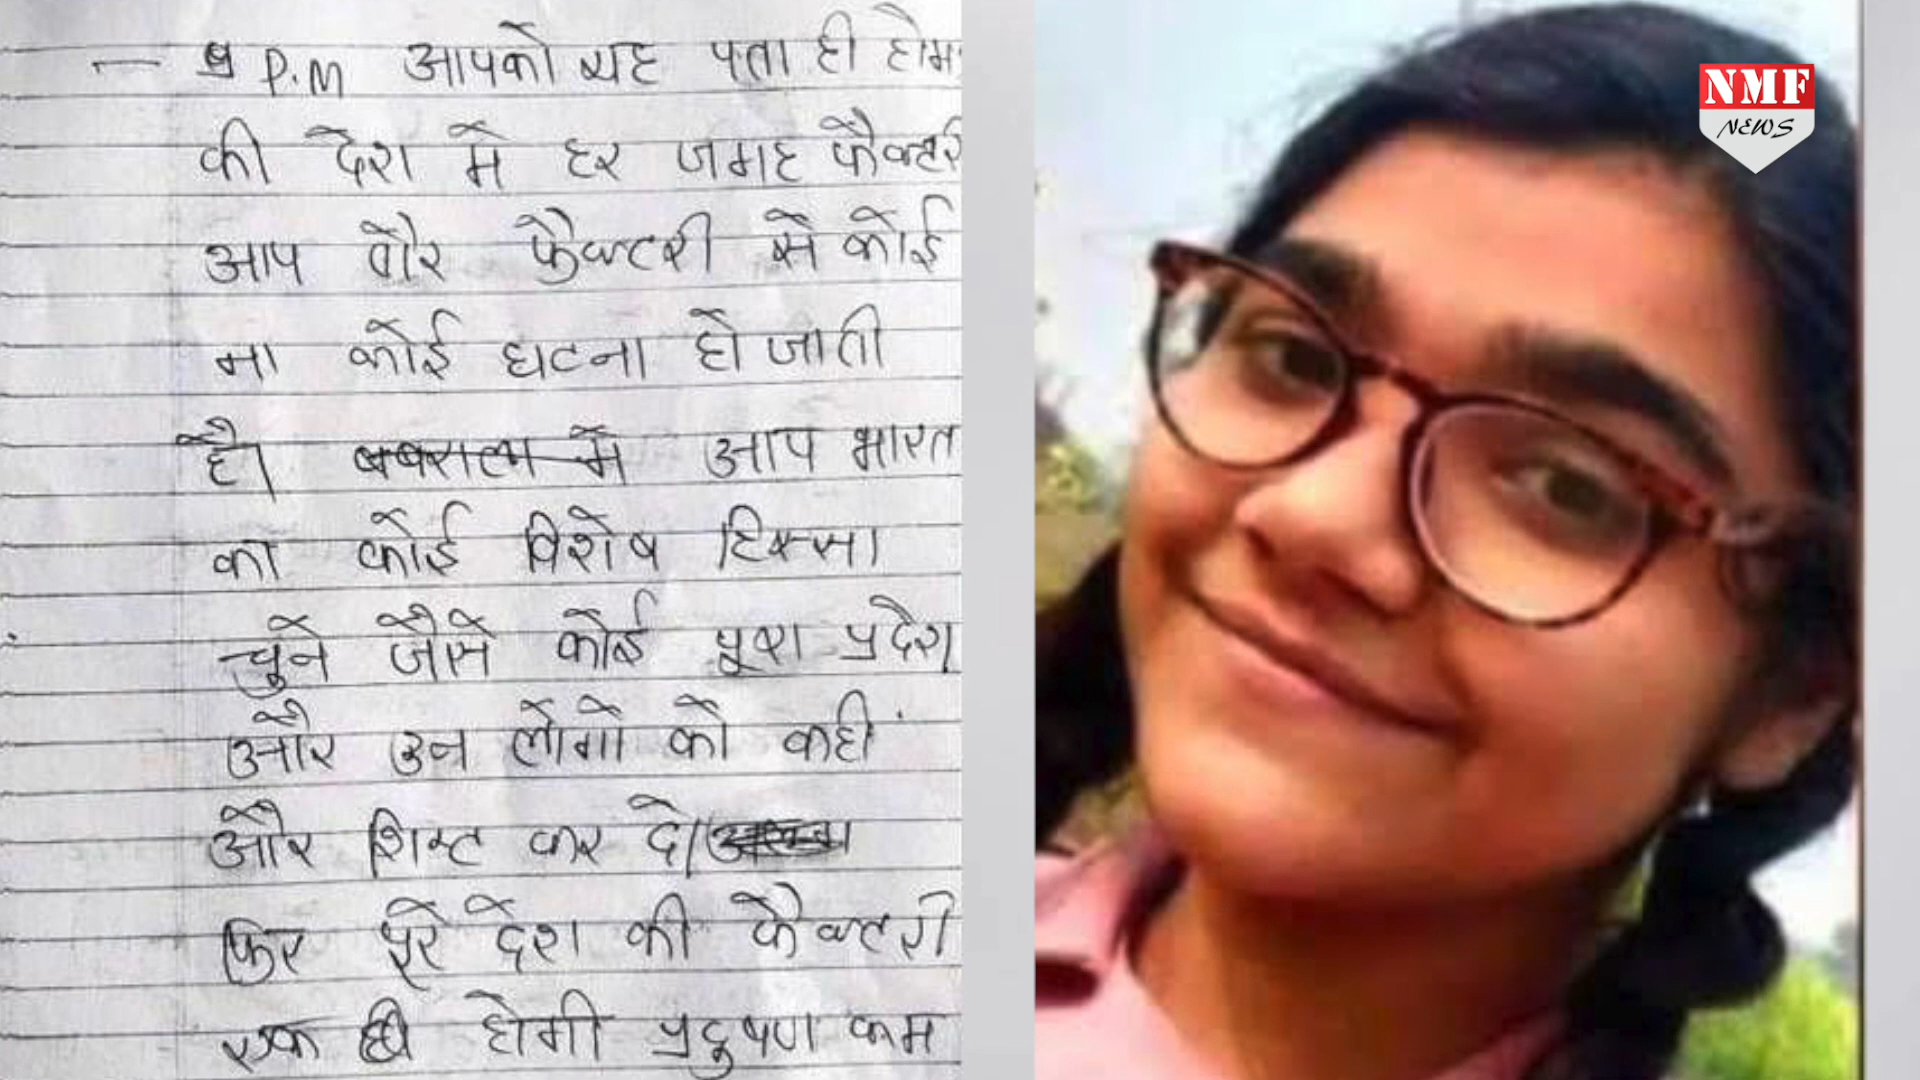 P.M आपको यह पता ही होग
की देश में हर जगह फैक्टरी
आप और फैक्टरी से कोई
ना कोई घटना हो जाती
है। बबराला में आप भारत
का कोई विशेष हिस्सा
चुने जैसे कोई पूरा प्रदेश
और उन लोगो को कहीं
और शिफ्ट कर दे।
फिर पूरे देश की फैक्टरी
एक ही होगी प्रदूषण कम
NMF
NEWS